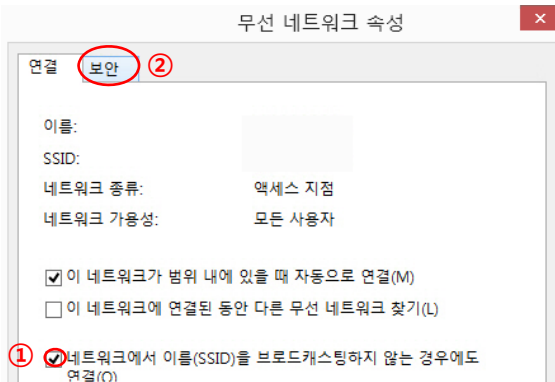 무선 네트워크 속성
연결 보안 ②
이름:
SSID:
네트워크 종류: 액세스 지점
네트워크 가용성: 모든 사용자
이 네트워크가 범위 내에 있을 때 자동으로 연결(M)
이 네트워크에 연결된 동안 다른 무선 네트워크 찾기(L)
① 네트워크에서 이름(SSID)을 브로드캐스팅하지 않는 경우에도
연결(O)